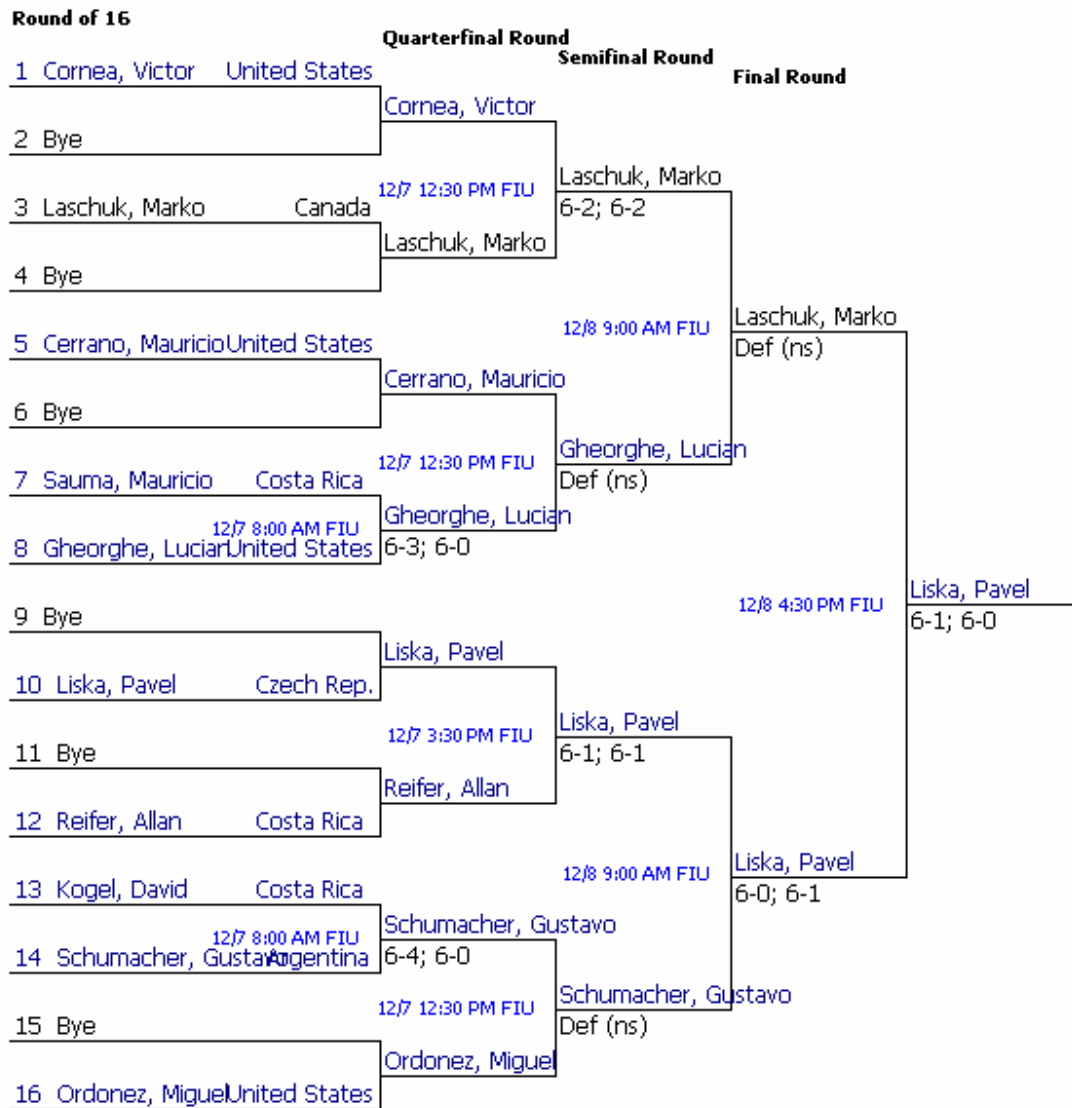 Round of 16
Quarterfinal Round
Semifinal Round
Final Round
1 Cornea, Victor United States
Cornea, Victor
2 Bye
12/7 12:30 PM FIU
Laschuk, Marko
6-2; 6-2
3 Laschuk, Marko Canada
Laschuk, Marko
4 Bye
12/8 9:00 AM FIU
Laschuk, Marko
Def (ns)
5 Cerrano, Mauricio United States
Cerrano, Mauricio
6 Bye
12/7 12:30 PM FIU
Gheorghe, Lucian
Def (ns)
7 Sauma, Mauricio Costa Rica
12/7 8:00 AM FIU
Gheorghe, Lucian
6-3; 6-0
8 Gheorghe, Lucian United States
12/8 4:30 PM FIU
Liska, Pavel
6-1; 6-0
9 Bye
Liska, Pavel
10 Liska, Pavel Czech Rep.
12/7 3:30 PM FIU
Liska, Pavel
6-1; 6-1
11 Bye
Reifer, Allan
12 Reifer, Allan Costa Rica
12/8 9:00 AM FIU
Liska, Pavel
6-0; 6-1
13 Kogel, David Costa Rica
12/7 8:00 AM FIU
Schumacher, Gustavo
6-4; 6-0
14 Schumacher, Gustavo Argentina
12/7 12:30 PM FIU
Schumacher, Gustavo
Def (ns)
15 Bye
Ordonez, Miguel
16 Ordonez, Miguel United States